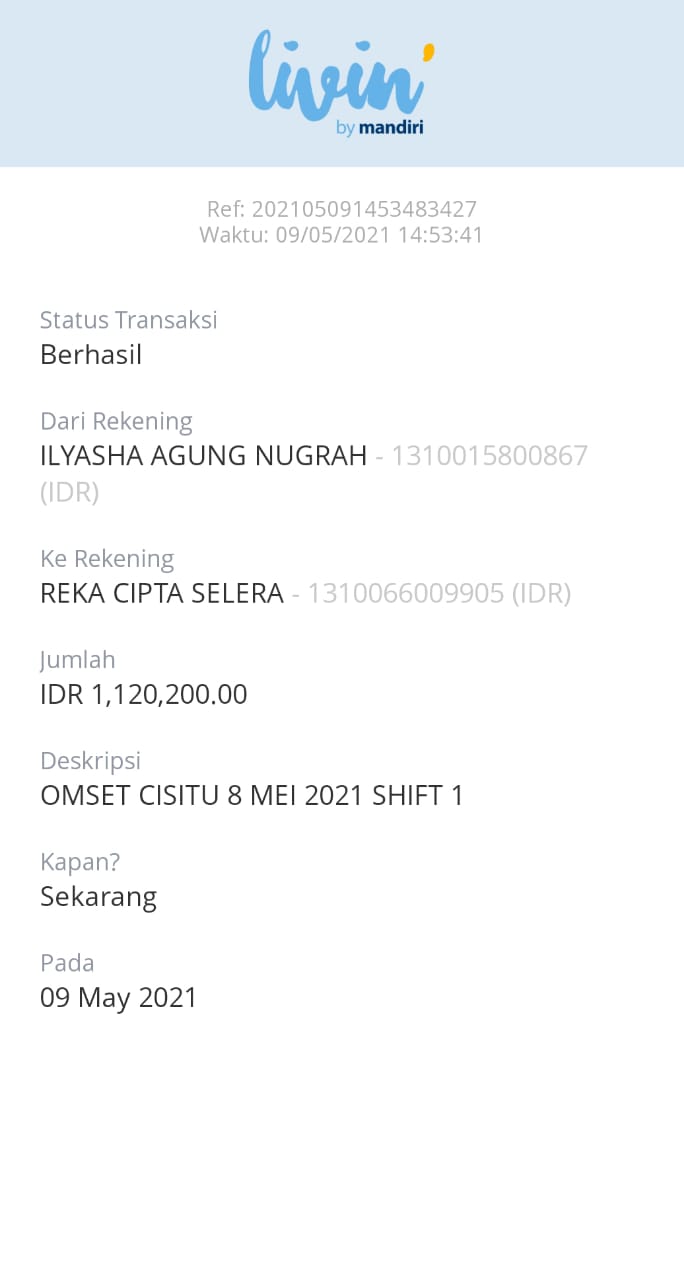 livin'
by mandiri
Ref: 202105091453483427
Waktu: 09/05/2021 14:53:41
Status Transaksi
Berhasil
Dari Rekening
ILYASHA AGUNG NUGRAH - 1310015800867
(IDR)
Ke Rekening
REKA CIPTA SELERA - 1310066009905 (IDR)
Jumlah
IDR 1,120,200.00
Deskripsi
OMSET CISITU 8 MEI 2021 SHIFT 1
Kapan?
Sekarang
Pada
09 May 2021